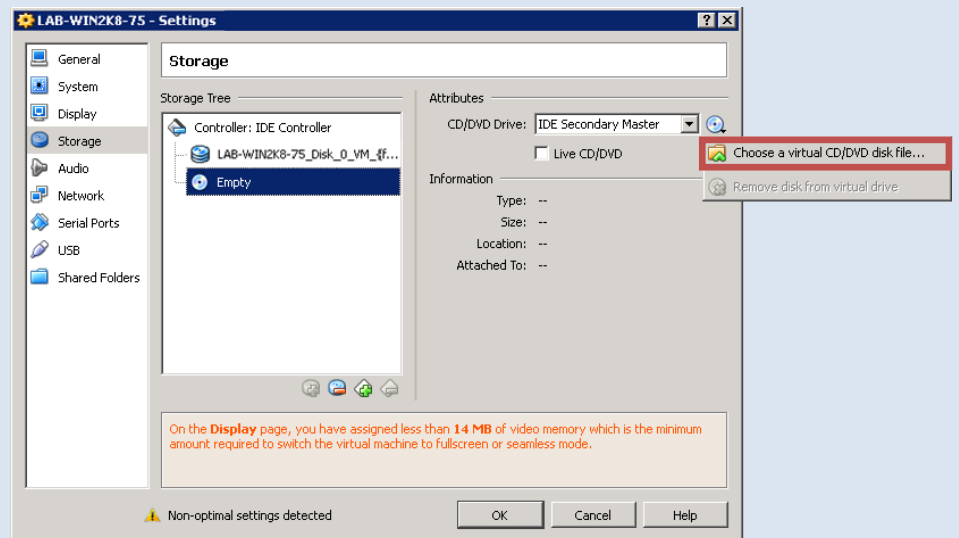 LAB-WIN2K8-75 - Settings
General
System
Display
Storage
Audio
Network
Serial Ports
USB
Shared Folders
Storage
Storage Tree
Controller: IDE Controller
LAB-WIN2K8-75_Disk_0_VM_{f...
Empty
Attributes
CD/DVD Drive: IDE Secondary Master
Live CD/DVD
Choose a virtual CD/DVD disk file...
Remove disk from virtual drive
Information
Type: --
Size: --
Location: --
Attached To: --
On the Display page, you have assigned less than 14 MB of video memory which is the minimum
amount required to switch the virtual machine to fullscreen or seamless mode.
Non-optimal settings detected
OK
Cancel
Help